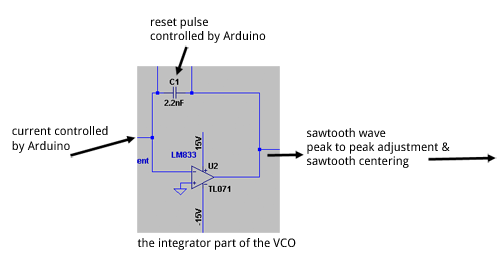 reset pulse
controlled by Arduino
C1
2.2nF
current controlled
by Arduino
15V
sawtooth wave
peak to peak adjustment &
sawtooth centering
ent
LM833
U2
TL071
-15V
the integrator part of the VCO